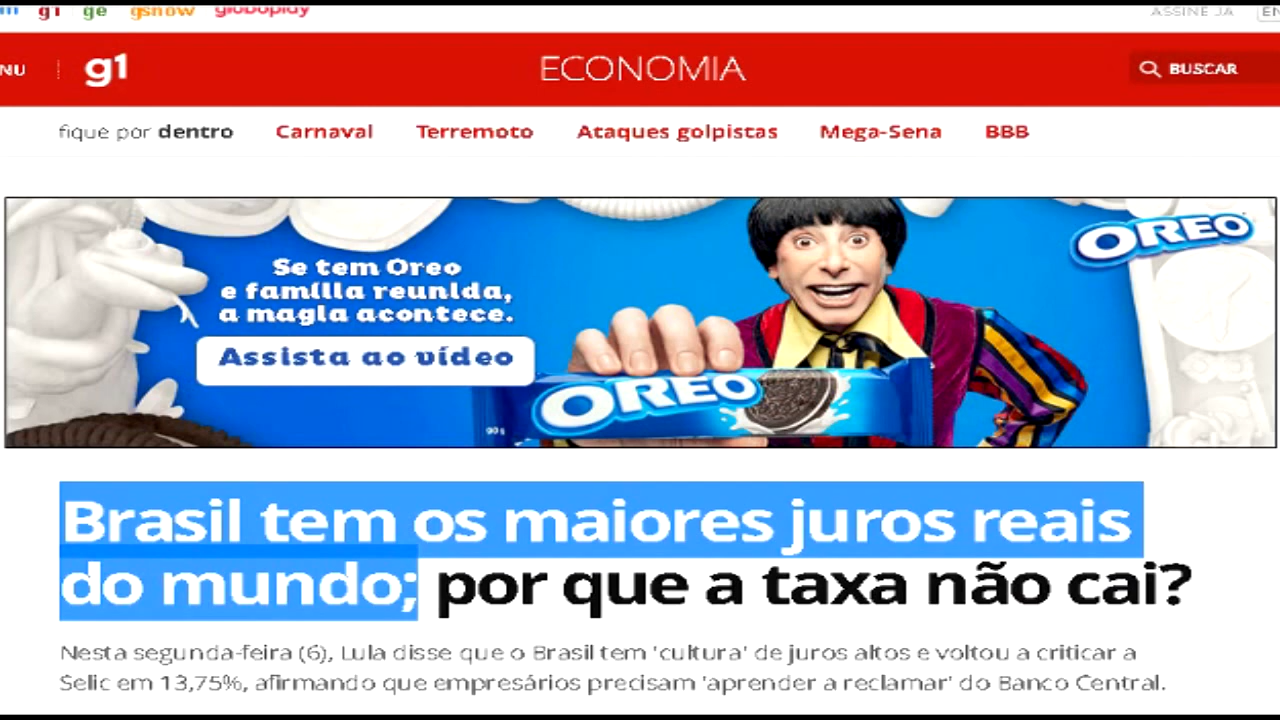 g1 ge gshow globoplay
ASSINE JÁ
NU g1 ECONOMIA BUSCAR
fique por dentro Carnaval Terremoto Ataques golpistas Mega-Sena BBB
Se tem Oreo
e família reunida,
a magia acontece.
Assista ao vídeo
OREO
OREO
90 g
Brasil tem os maiores juros reais
do mundo; por que a taxa não cai?
Nesta segunda-feira (6), Lula disse que o Brasil tem 'cultura' de juros altos e voltou a criticar a
Selic em 13,75%, afirmando que empresários precisam 'aprender a reclamar' do Banco Central.